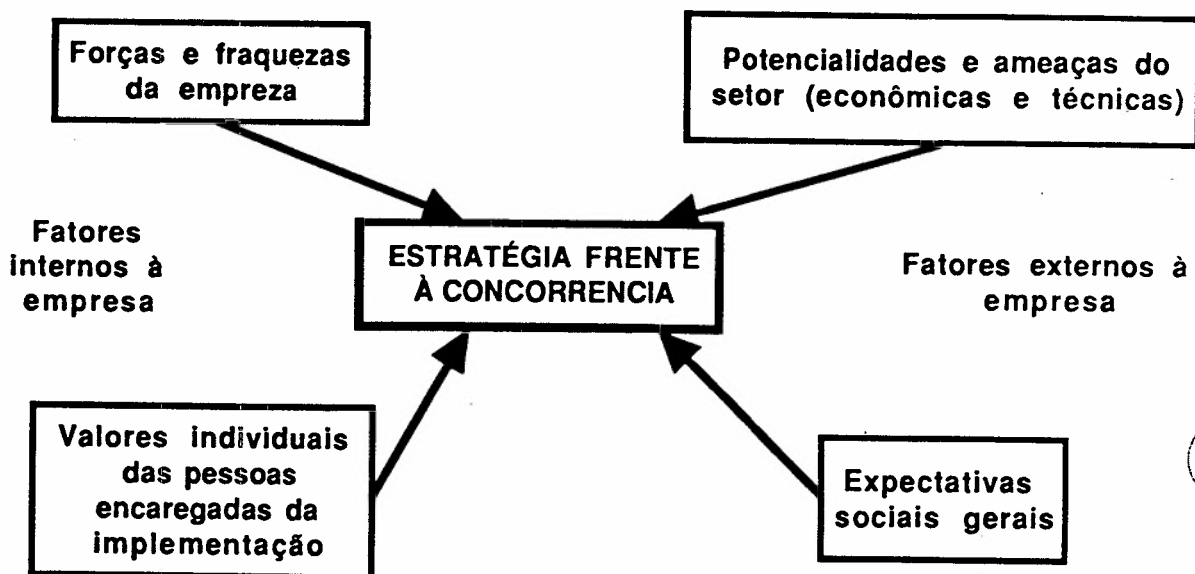 Forças e fraquezas
da empreza
Potencialidades e ameaças do
setor (econômicas e técnicas)
Fatores
internos à
empresa
ESTRATÉGIA FRENTE
À CONCORRENCIA
Fatores externos à
empresa
Valores individuais
das pessoas
encaregadas da
implementação
Expectativas
sociais gerais